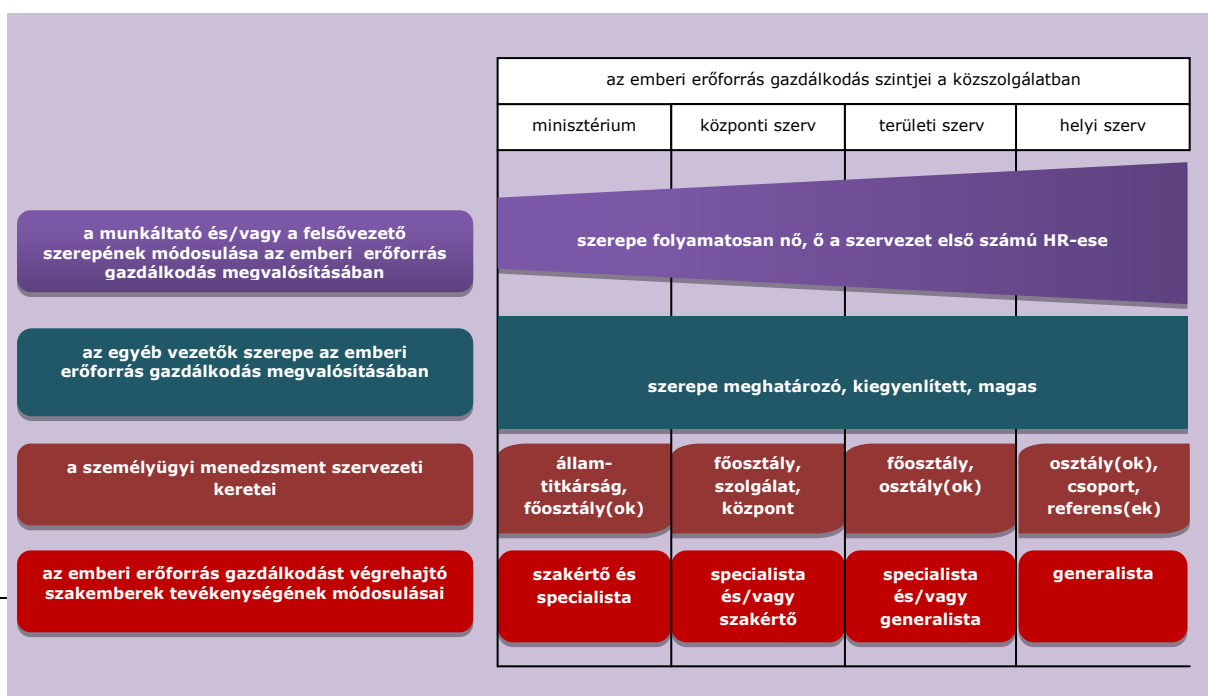 az emberi erőforrás gazdálkodás szintjei a közszolgálatban
minisztérium
központi szerv
területi szerv
helyi szerv
a munkáltató és/vagy a felsővezető
szerepének módosulása az emberi erőforrás
gazdálkodás megvalósításában
szerepe folyamatosan nő, ő a szervezet első számú HR-ese
az egyéb vezetők szerepe az emberi
erőforrás gazdálkodás megvalósításában
szerepe meghatározó, kiegyenlített, magas
a személyügyi menedzsment szervezeti
keretei
állam-
titkárság,
főosztály(ok)
főosztály,
szolgálat,
központ
főosztály,
osztály(ok)
osztály(ok),
csoport,
referens(ek)
az emberi erőforrás gazdálkodást végrehajtó
szakemberek tevékenységének módosulásai
szakértő és
specialista
specialista
és/vagy
szakértő
specialista
és/vagy
generalista
generalista